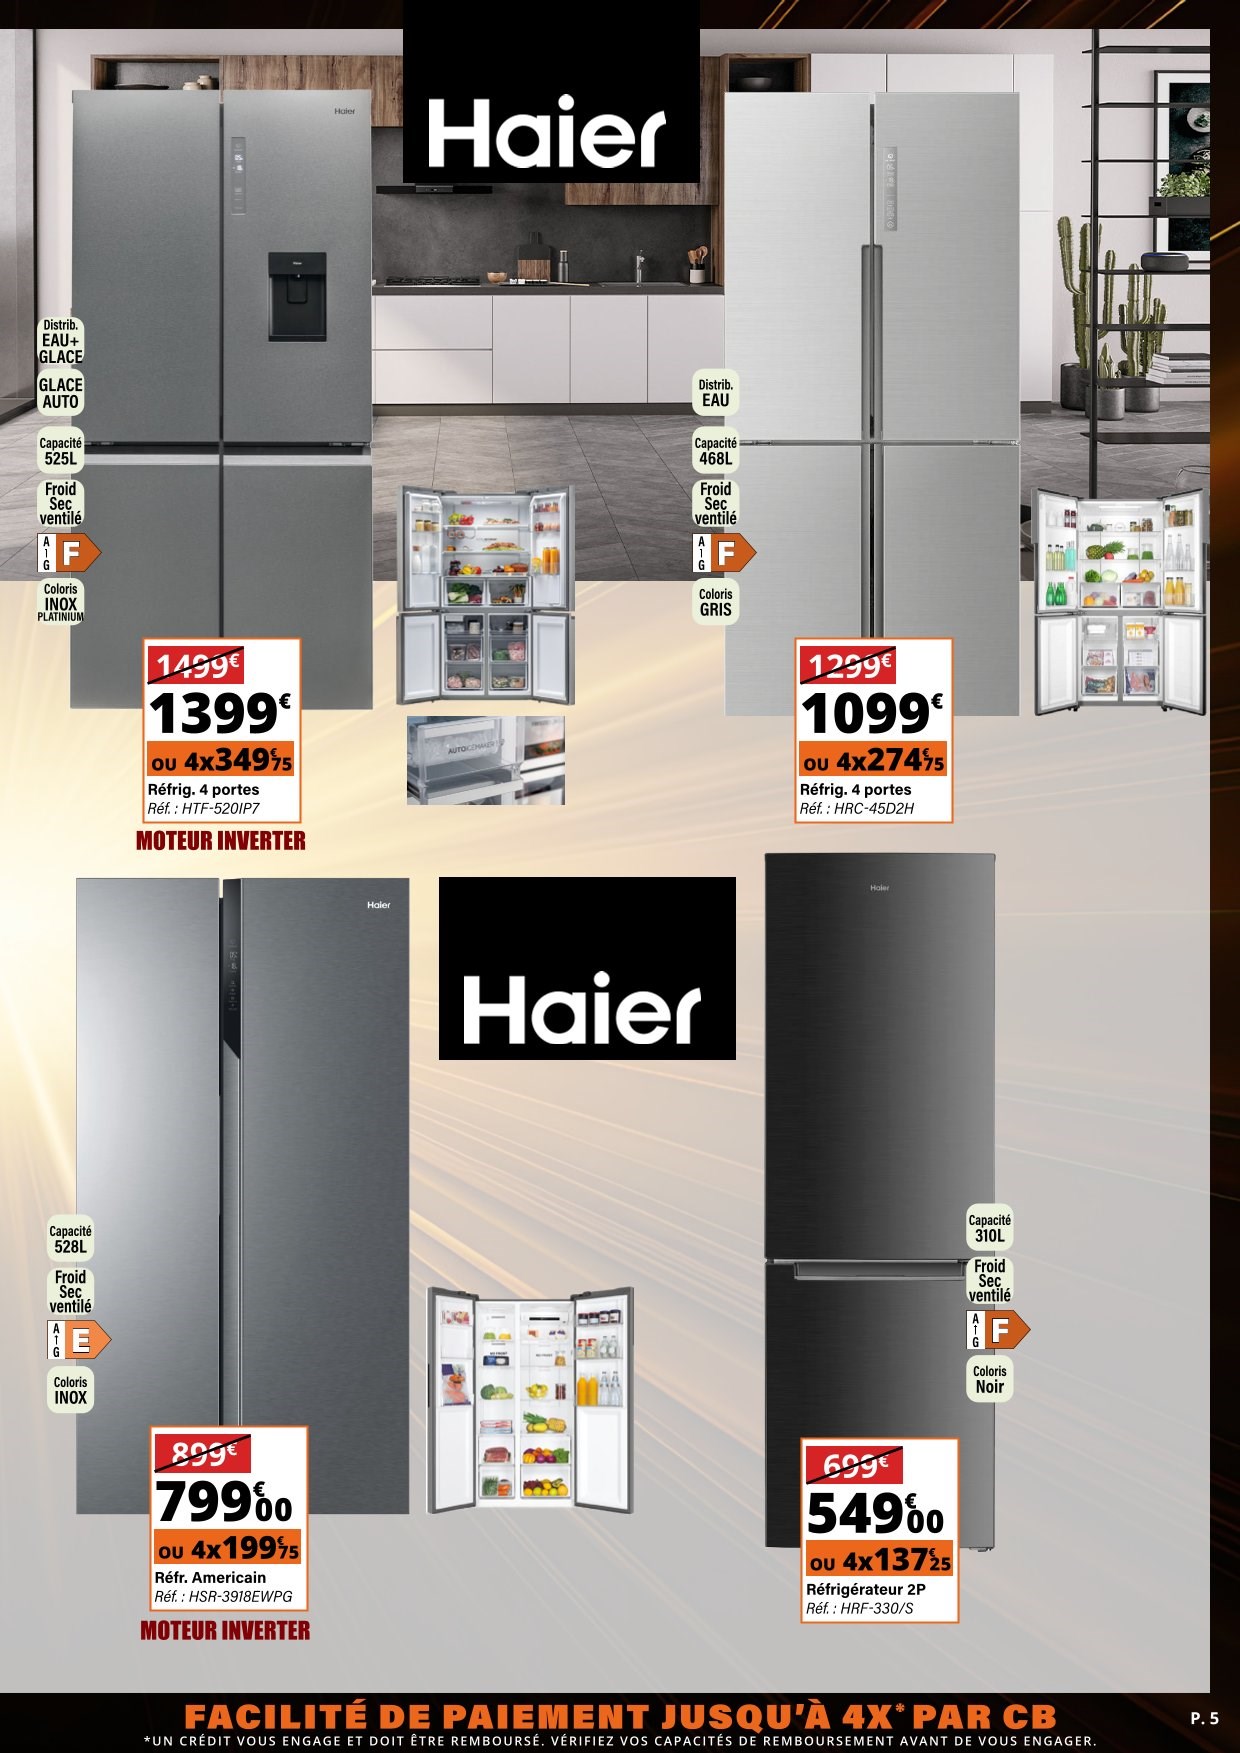 Haier
Haier
Distrib.
EAU+
GLACE
GLACE
AUTO
Capacité
525L
Froid
Sec
ventilé
A
G
F
Coloris
INOX
PLATINIUM
1499€
1399€
OU 4x349€75
Réfrig. 4 portes
Réf. : HTF-520IP7
MOTEUR INVERTER
AUTO ICEMAKER
Distrib.
EAU
Capacité
468L
Froid
Sec
ventilé
A
G
F
Coloris
GRIS
1299€
1099€
OU 4x274€75
Réfrig. 4 portes
Réf. : HRC-45D2H
Haier
Haier
Haier
Capacité
528L
Froid
Sec
ventilé
A
G
E
Coloris
INOX
899€
799€00
OU 4x199€75
Réfr. Americain
Réf. : HSR-3918EWPG
MOTEUR INVERTER
Capacité
310L
Froid
Sec
ventilé
A
G
F
Coloris
Noir
699€
549€00
OU 4x137€25
Réfrigérateur 2P
Réf. : HRF-330/S
FACILITÉ DE PAIEMENT JUSQU'À 4X* PAR CB
*UN CRÉDIT VOUS ENGAGE ET DOIT ÊTRE REMBOURSÉ. VÉRIFIEZ VOS CAPACITÉS DE REMBOURSEMENT AVANT DE VOUS ENGAGER.
P. 5